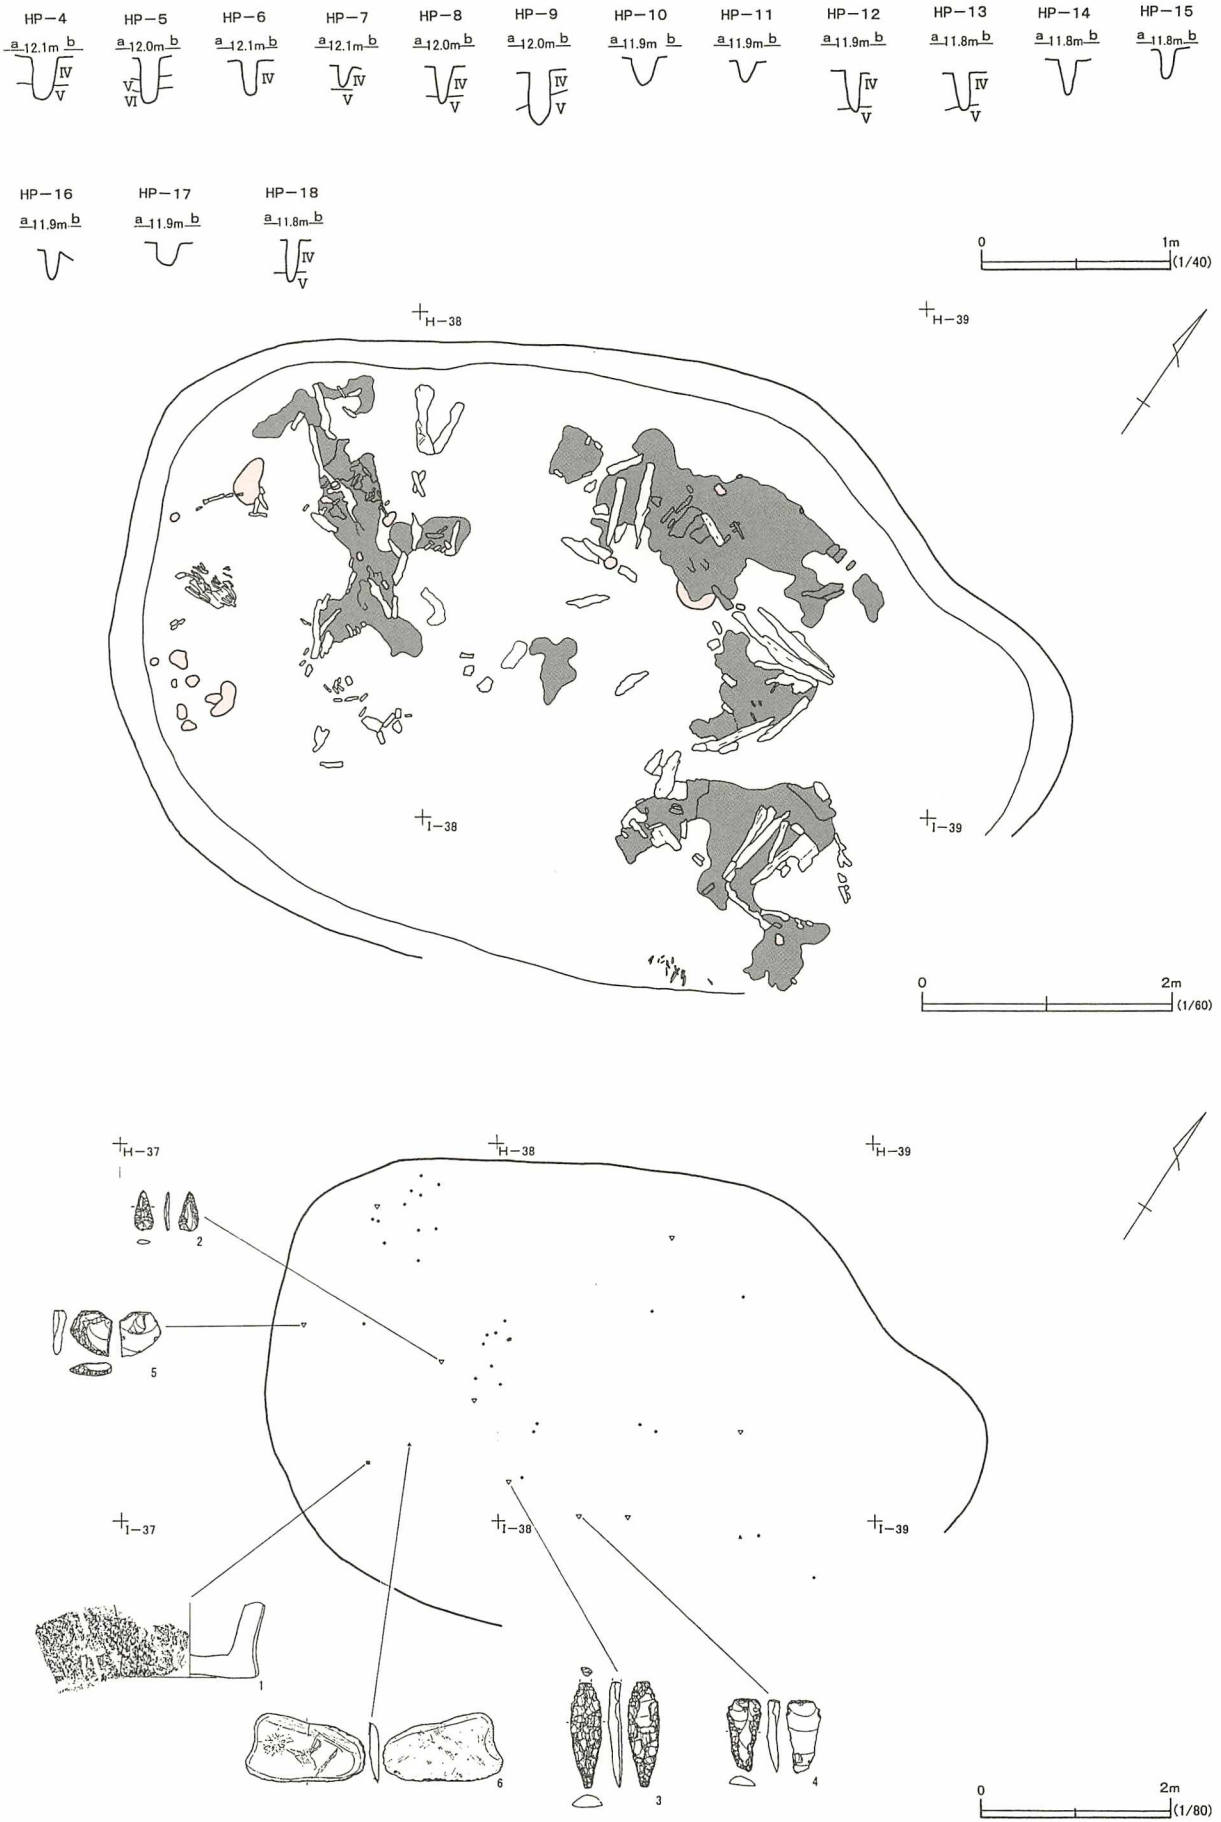 HP-4 HP-5 HP-6 HP-7 HP-8 HP-9 HP-10 HP-11 HP-12 HP-13 HP-14 HP-15
a 12.1m b a 12.0m b a 12.1m b a 12.1m b a 12.0m b a 12.0m b a 11.9m b a 11.9m b a 11.9m b a 11.8m b a 11.8m b a 11.8m b
IV IV IV IV IV IV IV
V V VI V V V V V
HP-16 HP-17 HP-18
a 11.9m b a 11.9m b a 11.8m b
IV
V
0 1m
(1/40)
H-38 H-39
I-38 I-39
0 2m
(1/60)
H-37 H-38 H-39
2
5
I-37 I-38 I-39
1
6 3 4
0 2m
(1/80)